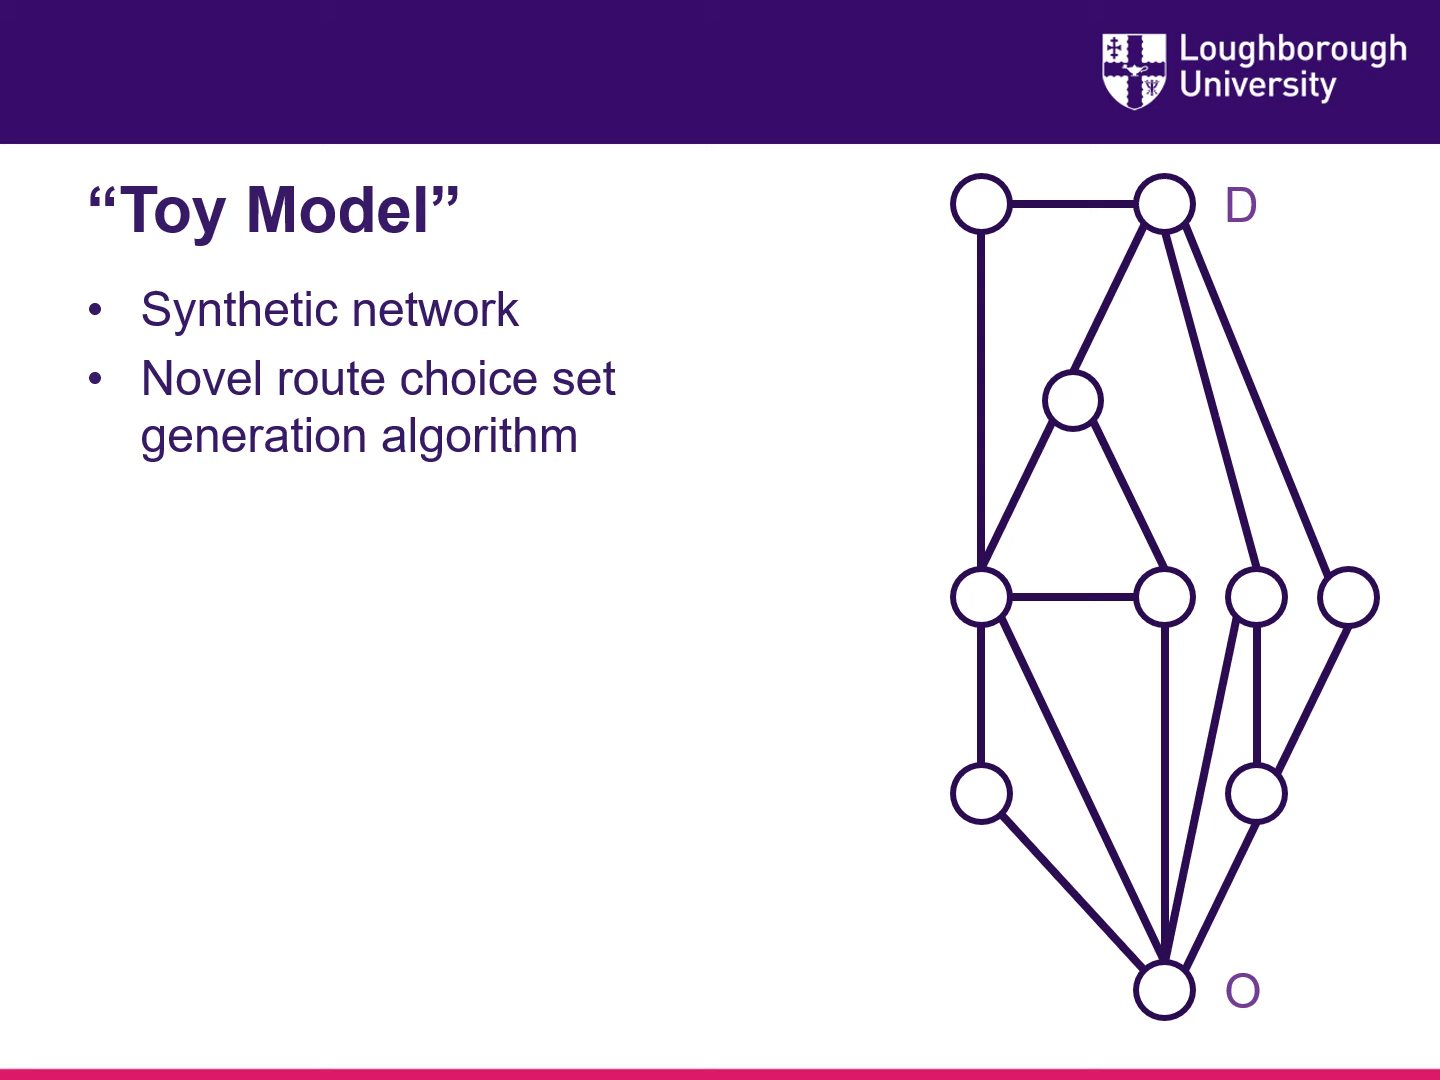 Loughborough
University
“Toy Model”
D
• Synthetic network
• Novel route choice set
generation algorithm
O